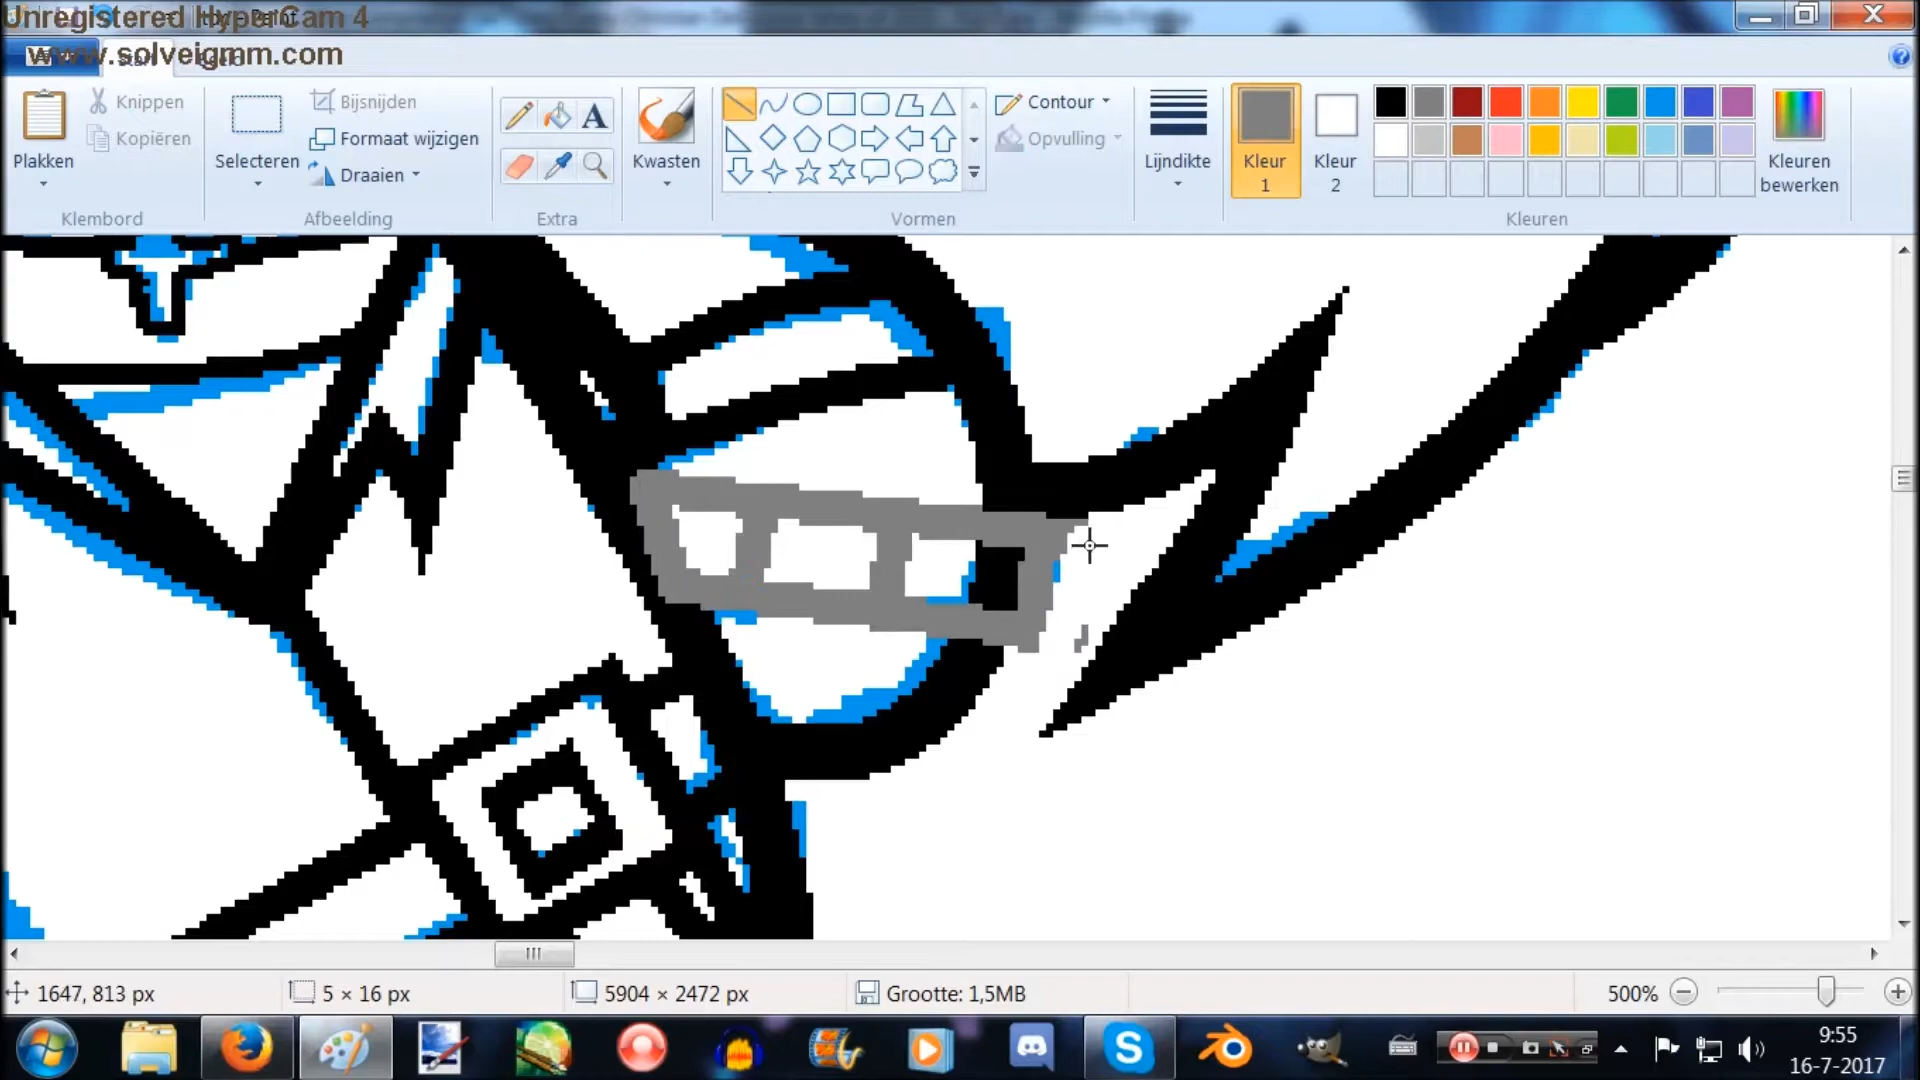 Unregistered HyperCam 4
www.solveigmm.com
Plakken
Knippen
Kopiëren
Klembord
Selecteren
Bijsnijden
Formaat wijzigen
Draaien
Afbeelding
A
Extra
Kwasten
Vormen
Contour
Opvulling
Lijndikte
Kleur
1
Kleur
2
Kleuren
bewerken
Kleuren
1647, 813 px
5 × 16 px
5904 × 2472 px
Grootte: 1,5MB
500%
9:55
16-7-2017